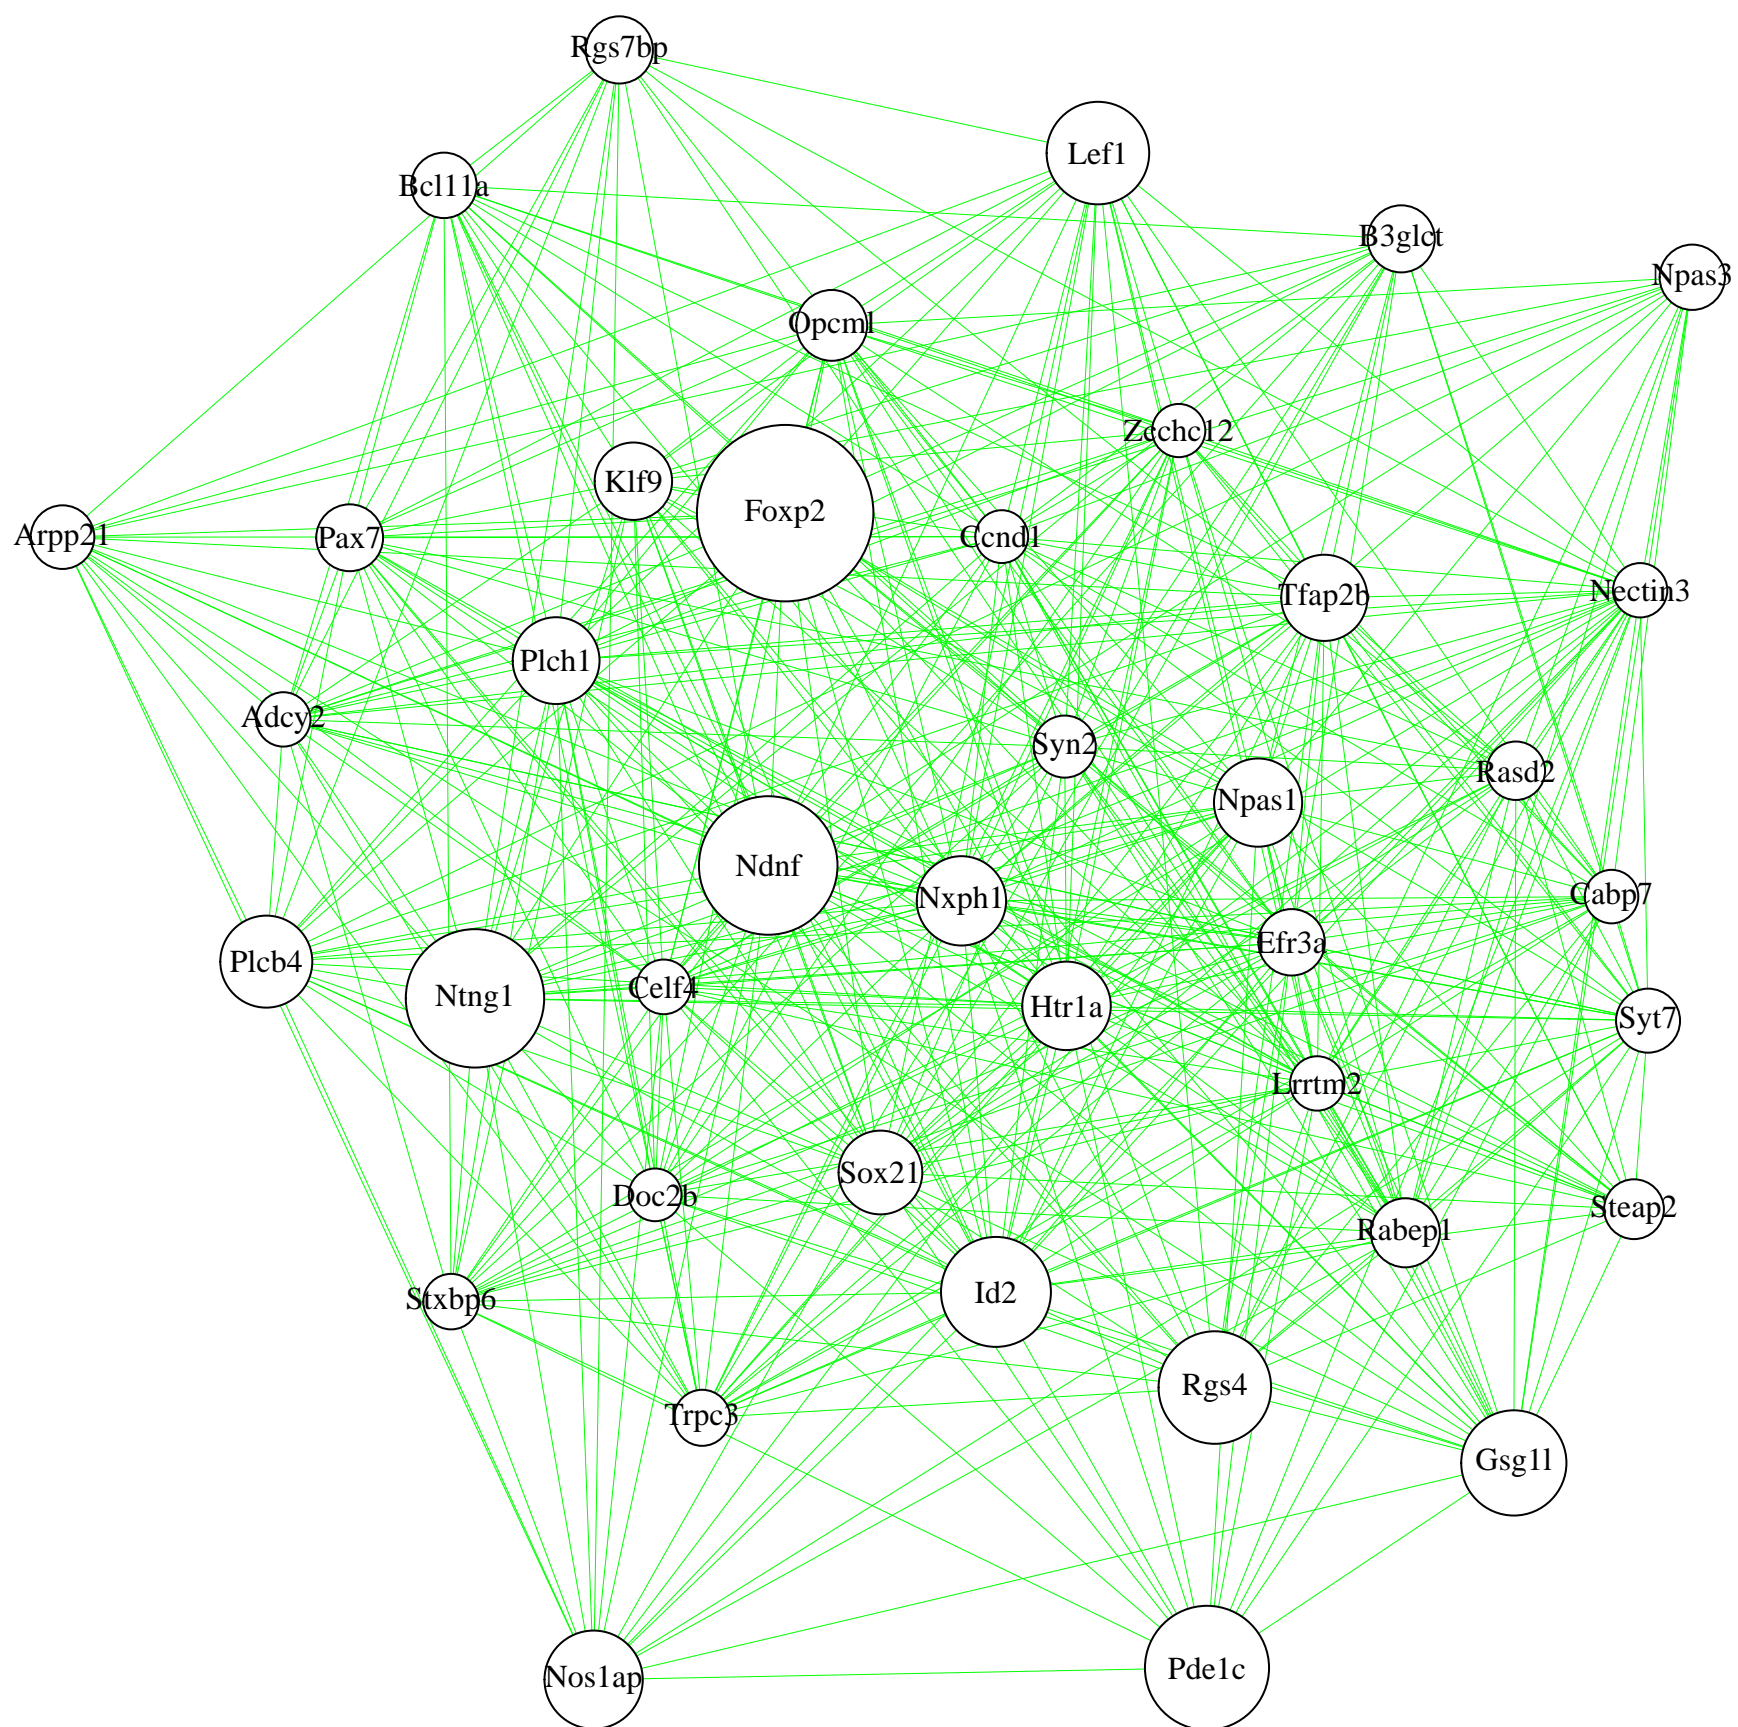 Rgs7bp
Lef1
Bcl11a
B3glct
Npas3
Opcml
Zcchc12
Klf9
Foxp2
Arpp21
Pax7
Ccnd1
Tfap2b
Nectin3
Plch1
Adcy2
Syn2
Rasd2
Npas1
Ndnf
Nxph1
Cabp7
Efr3a
Plcb4
Ntng1
Celf4
Htr1a
Syt7
Lrrtm2
Sox21
Doc2b
Steap2
Rabep1
Id2
Stxbp6
Rgs4
Trpc3
Gsg1l
Nos1ap
Pde1c